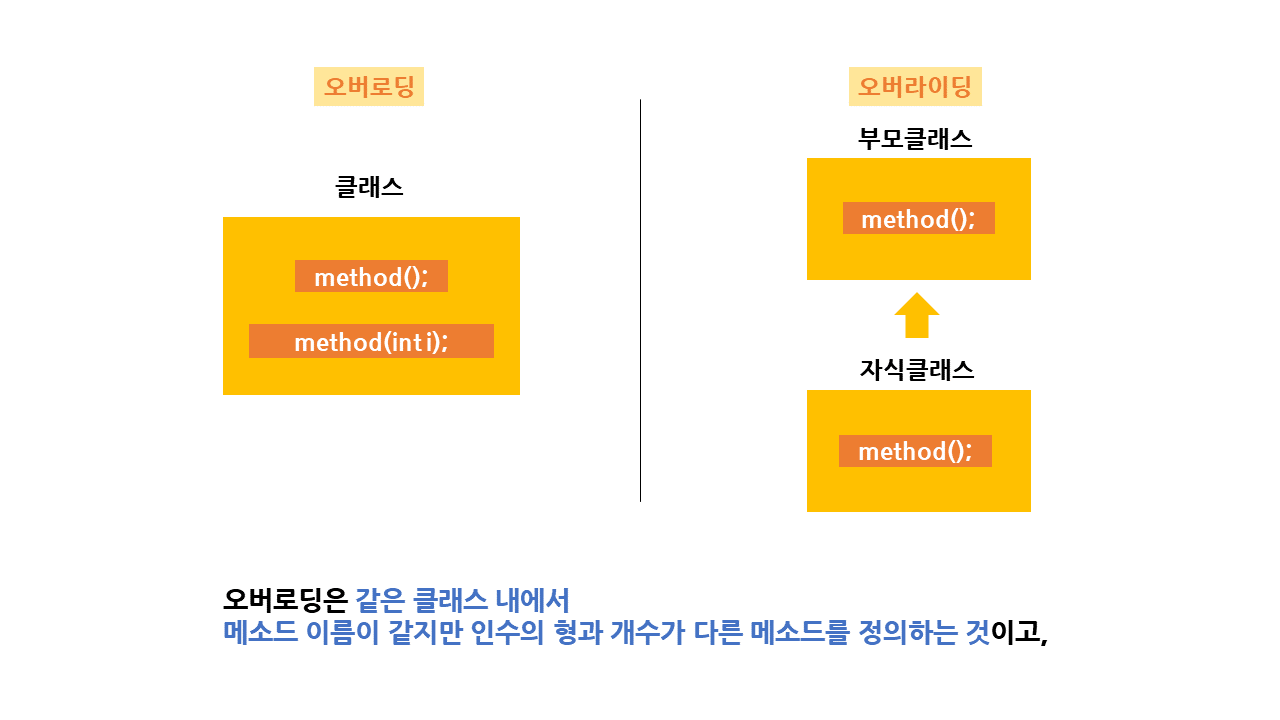 오버로딩
클래스
method();
method(int i);
오버라이딩
부모클래스
method();
자식클래스
method();
오버로딩은 같은 클래스 내에서
메소드 이름이 같지만 인수의 형과 개수가 다른 메소드를 정의하는 것이고,